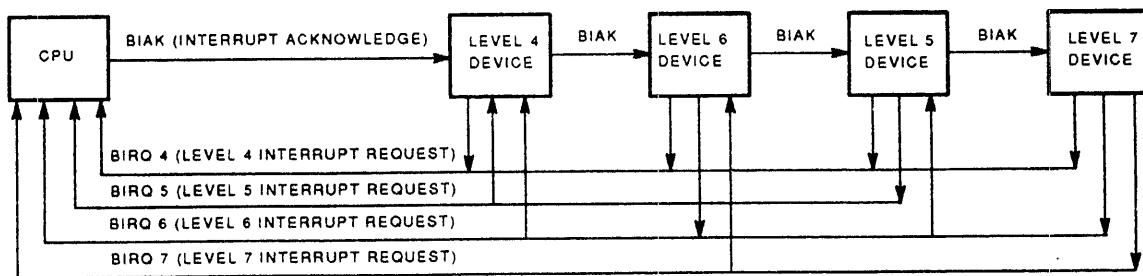 CPU
BIAK (INTERRUPT ACKNOWLEDGE)
LEVEL 4
DEVICE
BIAK
LEVEL 6
DEVICE
BIAK
LEVEL 5
DEVICE
BIAK
LEVEL 7
DEVICE
BIRQ 4 (LEVEL 4 INTERRUPT REQUEST)
BIRQ 5 (LEVEL 5 INTERRUPT REQUEST)
BIRQ 6 (LEVEL 6 INTERRUPT REQUEST)
BIRQ 7 (LEVEL 7 INTERRUPT REQUEST)